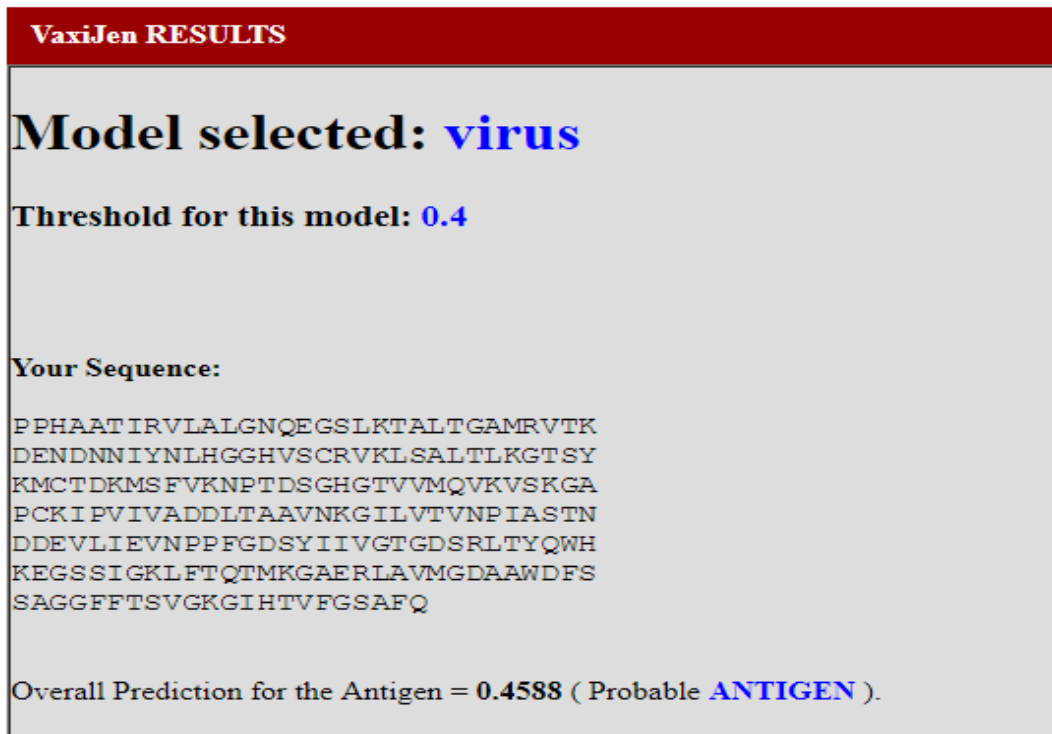 VaxiJen RESULTS
Model selected: virus
Threshold for this model: 0.4
Your Sequence:
PPHAATIRVLALGNQEGSLKTALTGAMRVTK
DENDNNIYNLHGGHVSCRVKLSALTLKGTSY
KMCTDKMSFVKNPTDSGHGTVVMQVKVSKGA
PCKIPVIVADDLTAAVNKGILVTVNPIASTN
DDEVLIEVNPPFGDSYIIVGTGDSRLTYQWH
KEGSSIGKLFTQTMKGAERLAVMGDAAWDFS
SAGGFFTSVGKGIHTVFGSAFQ
Overall Prediction for the Antigen = 0.4588 ( Probable ANTIGEN ).